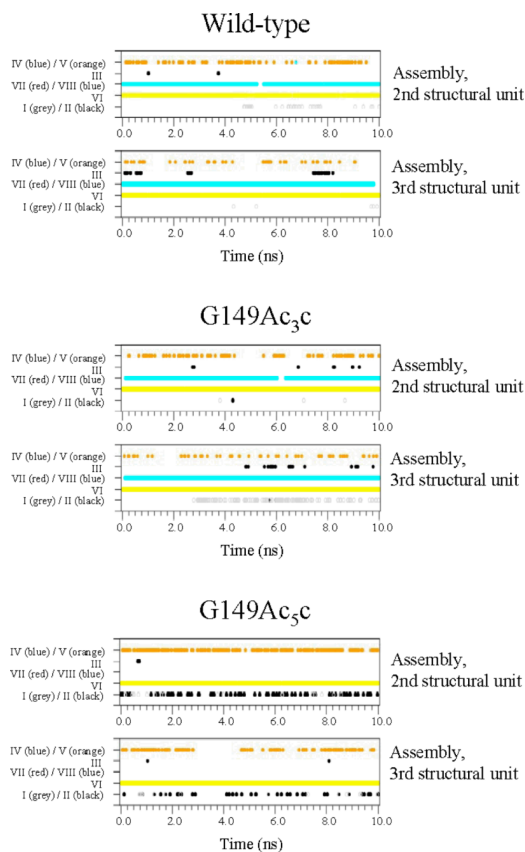 Wild-type
IV (blue) / V (orange)
III
VII (red) / VIII (blue)
VI
I (grey) / II (black)
Assembly,
2nd structural unit
0.0 2.0 4.0 6.0 8.0 10.0
IV (blue) / V (orange)
III
VII (red) / VIII (blue)
VI
I (grey) / II (black)
Assembly,
3rd structural unit
0.0 2.0 4.0 6.0 8.0 10.0
Time (ns)
G149Ac3c
IV (blue) / V (orange)
III
VII (red) / VIII (blue)
VI
I (grey) / II (black)
Assembly,
2nd structural unit
0.0 2.0 4.0 6.0 8.0 10.0
IV (blue) / V (orange)
III
VII (red) / VIII (blue)
VI
I (grey) / II (black)
Assembly,
3rd structural unit
0.0 2.0 4.0 6.0 8.0 10.0
Time (ns)
G149Ac5c
IV (blue) / V (orange)
III
VII (red) / VIII (blue)
VI
I (grey) / II (black)
Assembly,
2nd structural unit
0.0 2.0 4.0 6.0 8.0 10.0
IV (blue) / V (orange)
III
VII (red) / VIII (blue)
VI
I (grey) / II (black)
Assembly,
3rd structural unit
0.0 2.0 4.0 6.0 8.0 10.0
Time (ns)